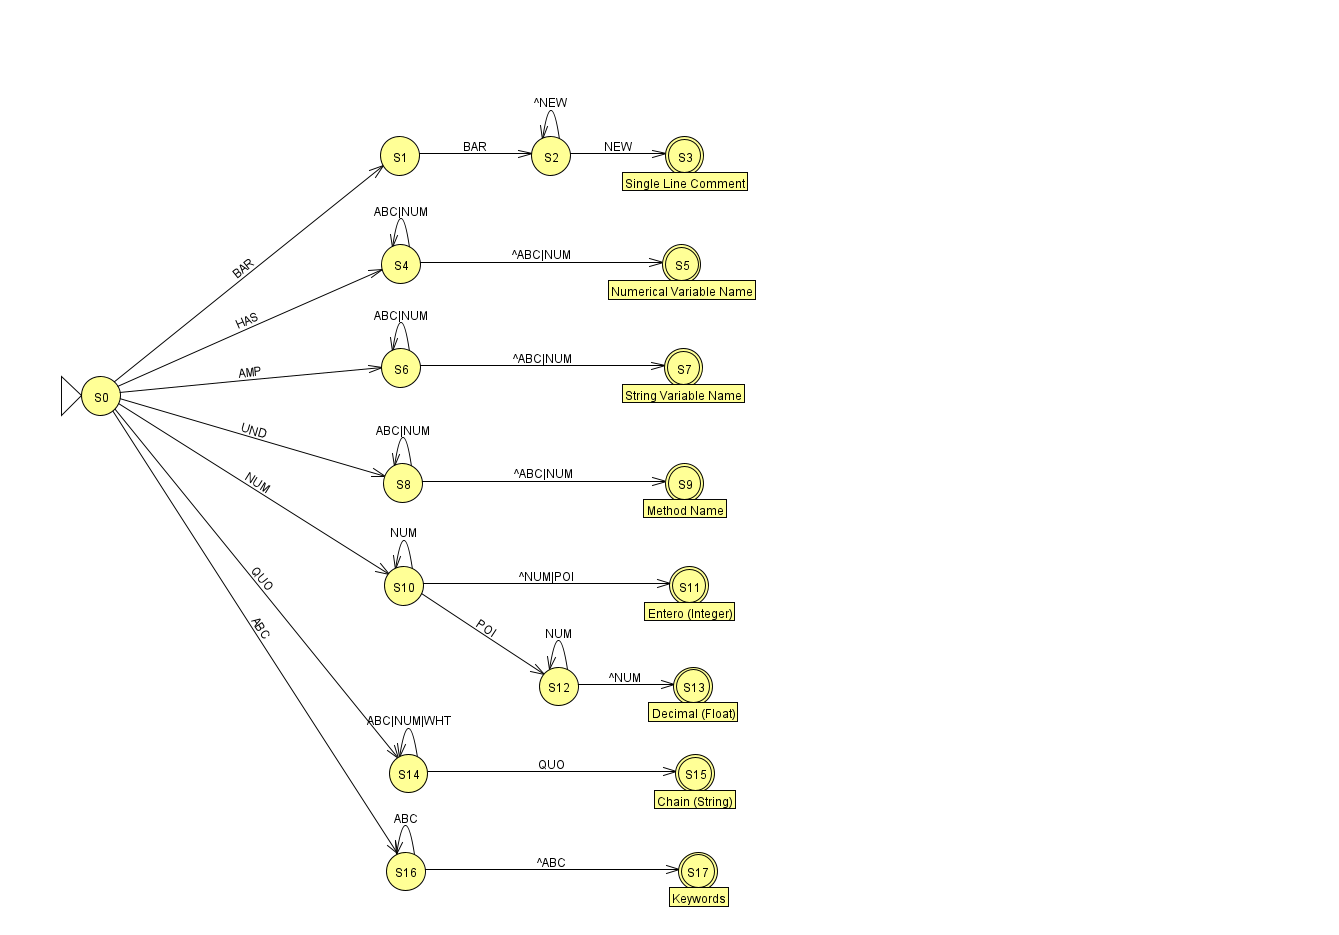 ^NEW
S1
BAR
S2
NEW
S3
Single Line Comment
ABC|NUM
BAR
S4
^ABC|NUM
S5
Numerical Variable Name
HAS
ABC|NUM
^ABC|NUM
S6
S7
AMP
String Variable Name
S0
UND
ABC|NUM
^ABC|NUM
S8
S9
NUM
Method Name
NUM
^NUM|POI
S10
S11
QUO
Entero (Integer)
ABC
POI
NUM
^NUM
S12
S13
Decimal (Float)
ABC|NUM|WHT
QUO
S14
S15
Chain (String)
ABC
^ABC
S16
S17
Keywords